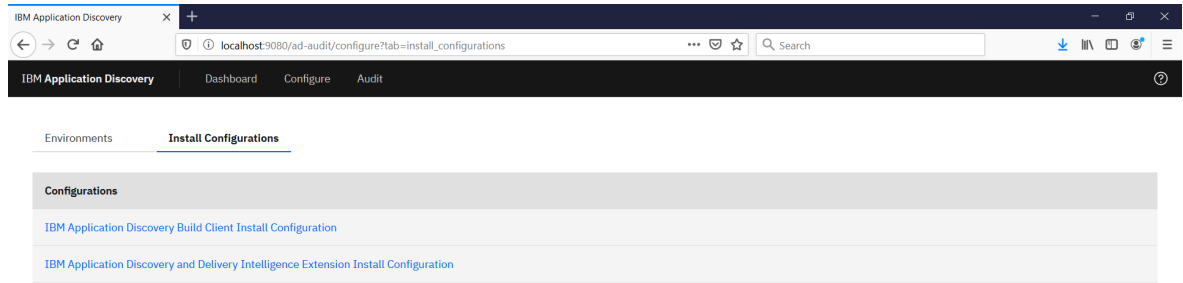 IBM Application Discovery
localhost:9080/ad-audit/configure?tab=install_configurations
Search
IBM Application Discovery Dashboard Configure Audit
Environments Install Configurations
Configurations
IBM Application Discovery Build Client Install Configuration
IBM Application Discovery and Delivery Intelligence Extension Install Configuration